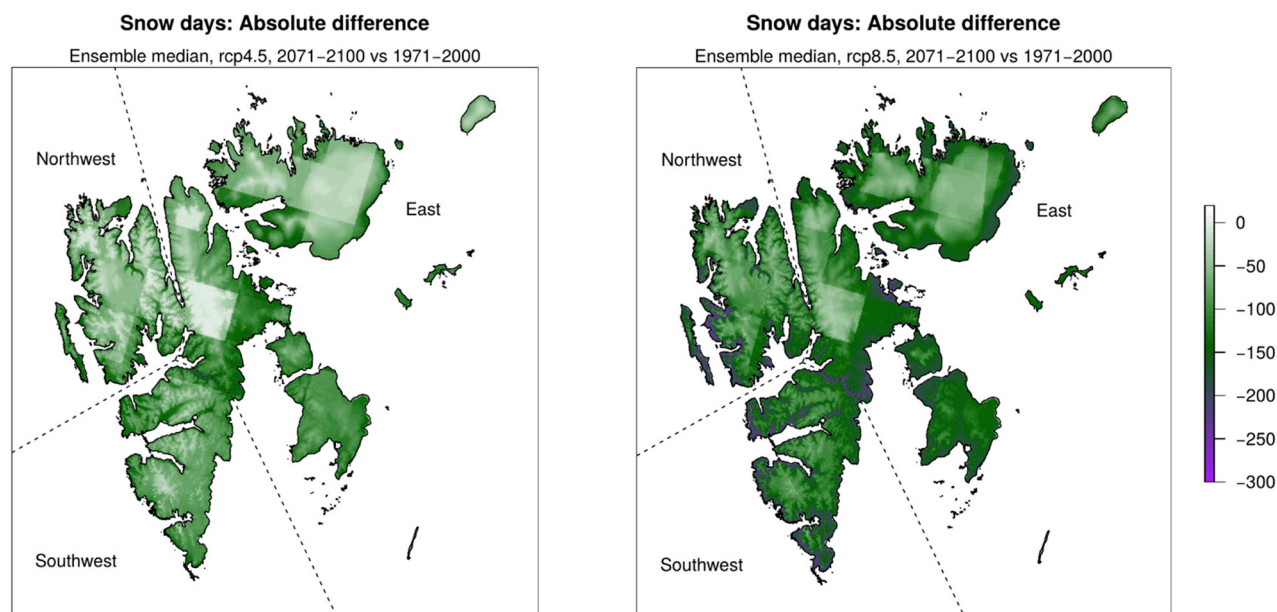 Snow days: Absolute difference
Ensemble median, rcp4.5, 2071−2100 vs 1971−2000
Northwest
East
Southwest
Snow days: Absolute difference
Ensemble median, rcp8.5, 2071−2100 vs 1971−2000
Northwest
East
Southwest
0
−50
−100
−150
−200
−250
−300